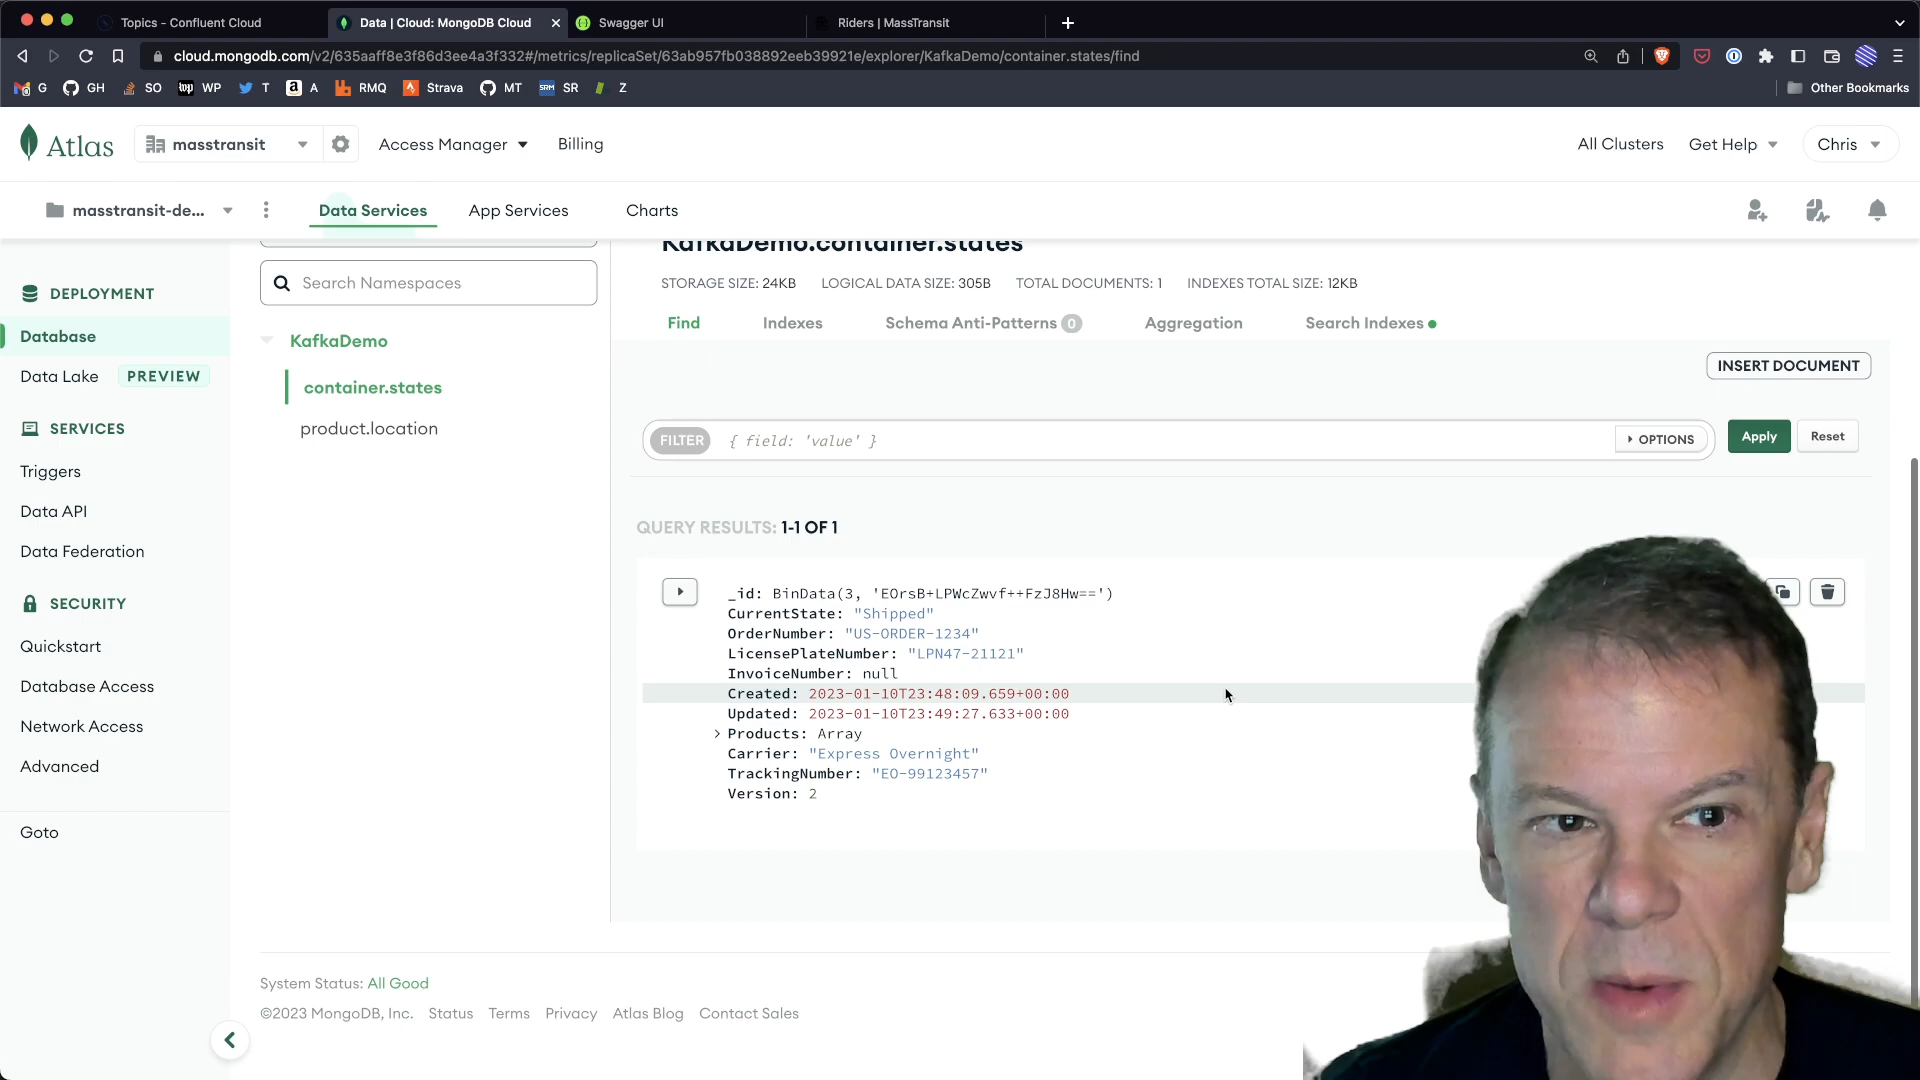 Topics - Confluent Cloud
Data | Cloud: MongoDB Cloud
Swagger UI
Riders | MassTransit
cloud.mongodb.com/v2/635aaff8e3f86d3ee4a3f332#/metrics/replicaSet/63ab957fb038892eeb39921e/explorer/KafkaDemo/container.states/find
G GH SO WP T A RMQ Strava MT SR Z Other Bookmarks
Atlas masstransit Access Manager Billing All Clusters Get Help Chris
masstransit-de... Data Services App Services Charts
DEPLOYMENT
Database
Data Lake PREVIEW
SERVICES
Triggers
Data API
Data Federation
SECURITY
Quickstart
Database Access
Network Access
Advanced
Goto
Search Namespaces
KafkaDemo
container.states
product.location
KafkaDemo.container.states
STORAGE SIZE: 24KB LOGICAL DATA SIZE: 305B TOTAL DOCUMENTS: 1 INDEXES TOTAL SIZE: 12KB
Find Indexes Schema Anti-Patterns 0 Aggregation Search Indexes
INSERT DOCUMENT
FILTER { field: 'value' } OPTIONS Apply Reset
QUERY RESULTS: 1-1 OF 1
_id: BinData(3, 'EOrsB+LPWcZwvf++FzJ8Hw==')
CurrentState: "Shipped"
OrderNumber: "US-ORDER-1234"
LicensePlateNumber: "LPN47-21121"
InvoiceNumber: null
Created: 2023-01-10T23:48:09.659+00:00
Updated: 2023-01-10T23:49:27.633+00:00
Products: Array
Carrier: "Express Overnight"
TrackingNumber: "EO-99123457"
Version: 2
System Status: All Good
©2023 MongoDB, Inc. Status Terms Privacy Atlas Blog Contact Sales